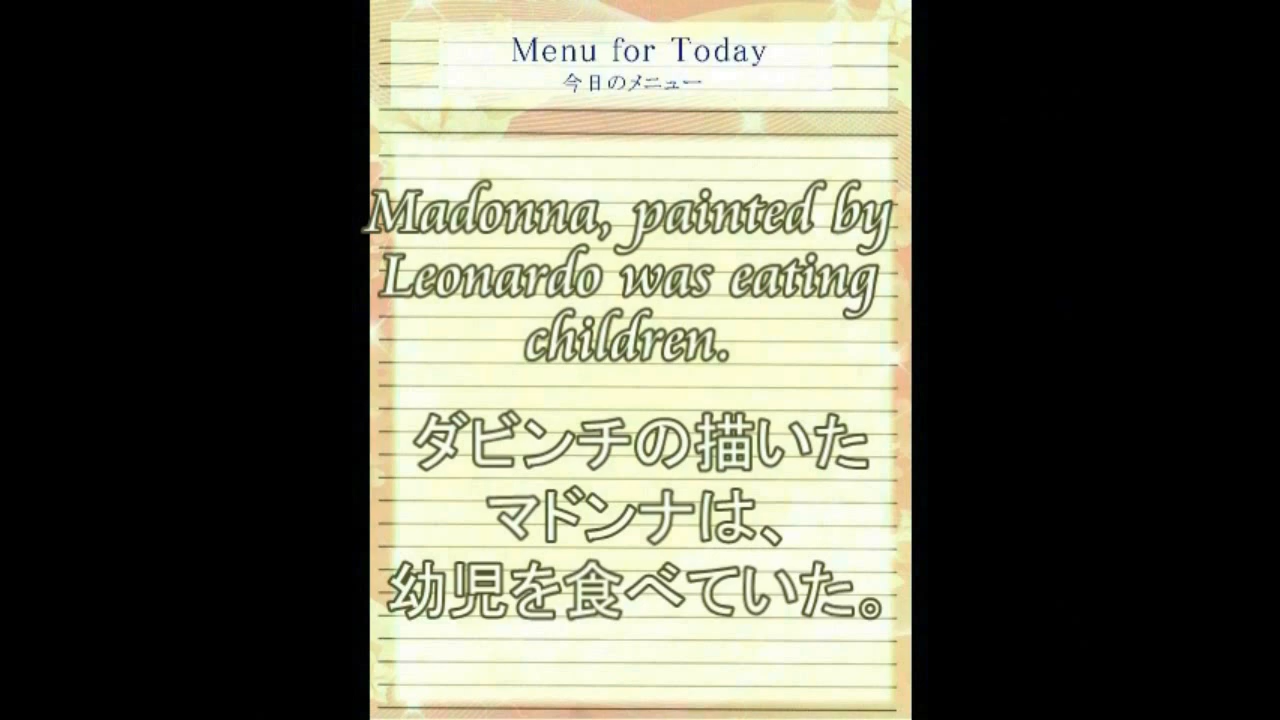 Menu for Today
今日のメニュー
Madonna, painted by
Leonardo was eating
children.
ダビンチの描いた
マドンナは、
幼児を食べていた。